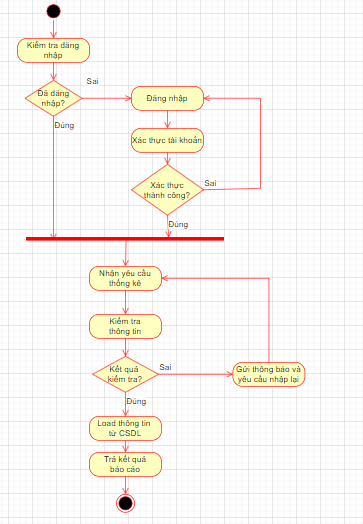 Kiểm tra đăng
nhập
Sai
Đã đăng
nhập?
Đăng nhập
Đúng
Xác thực tài khoản
Xác thực
thành công?
Sai
Đúng
Nhận yêu cầu
thống kê
Kiểm tra
thông tin
Kết quả
kiểm tra?
Sai
Gửi thông báo và
yêu cầu nhập lại
Đúng
Load thông tin
từ CSDL
Trả kết quả
báo cáo